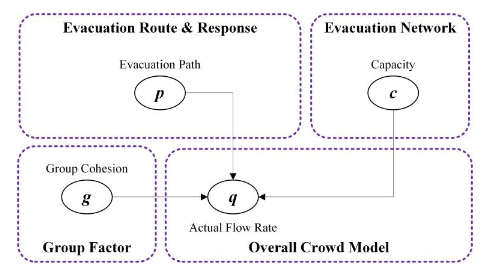 Evacuation Route & Response
Evacuation Network
Evacuation Path
Capacity
p
c
Group Cohesion
g
q
Actual Flow Rate
Group Factor
Overall Crowd Model